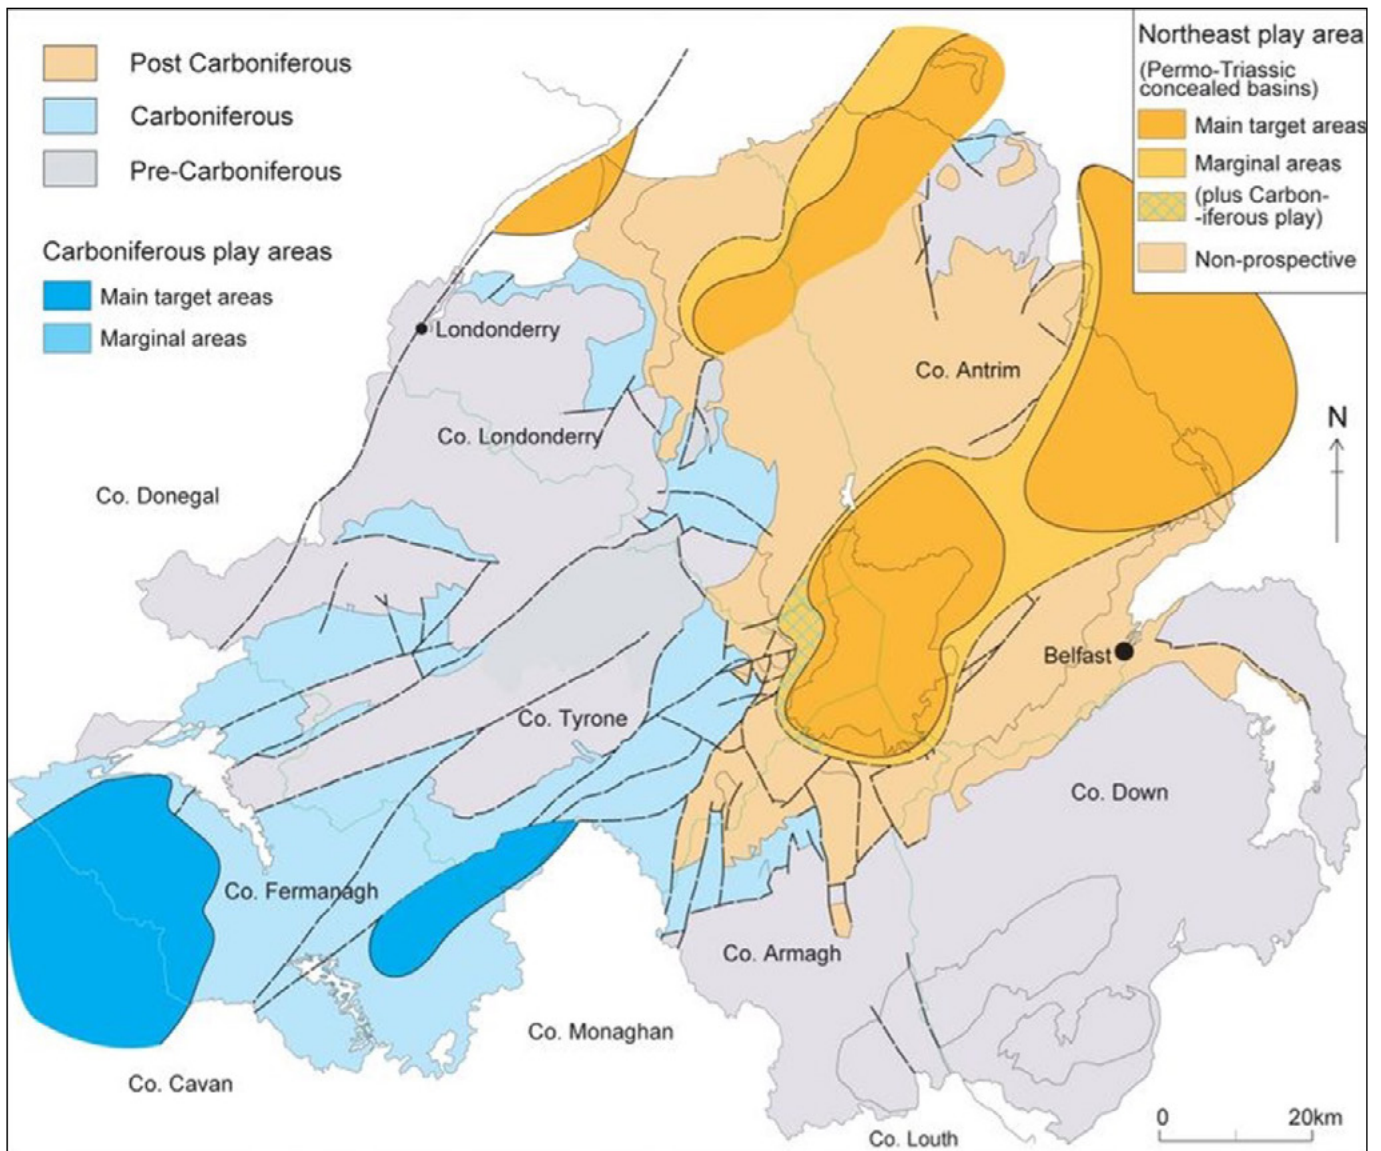 Post Carboniferous
Carboniferous
Pre-Carboniferous
Carboniferous play areas
Main target areas
Marginal areas
Northeast play area
(Permo-Triassic
concealed basins)
Main target areas
Marginal areas
(plus Carbon-
-iferous play)
Non-prospective
Londonderry
Co. Antrim
N
Co. Londonderry
Co. Donegal
Belfast
Co. Tyrone
Co. Down
Co. Fermanagh
Co. Armagh
Co. Monaghan
Co. Cavan
0 20km
Co. Louth